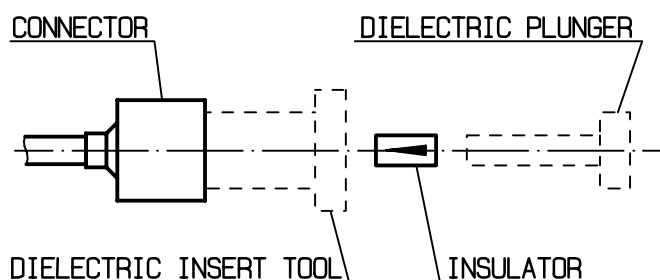 CONNECTOR
DIELECTRIC PLUNGER
DIELECTRIC INSERT TOOL
INSULATOR